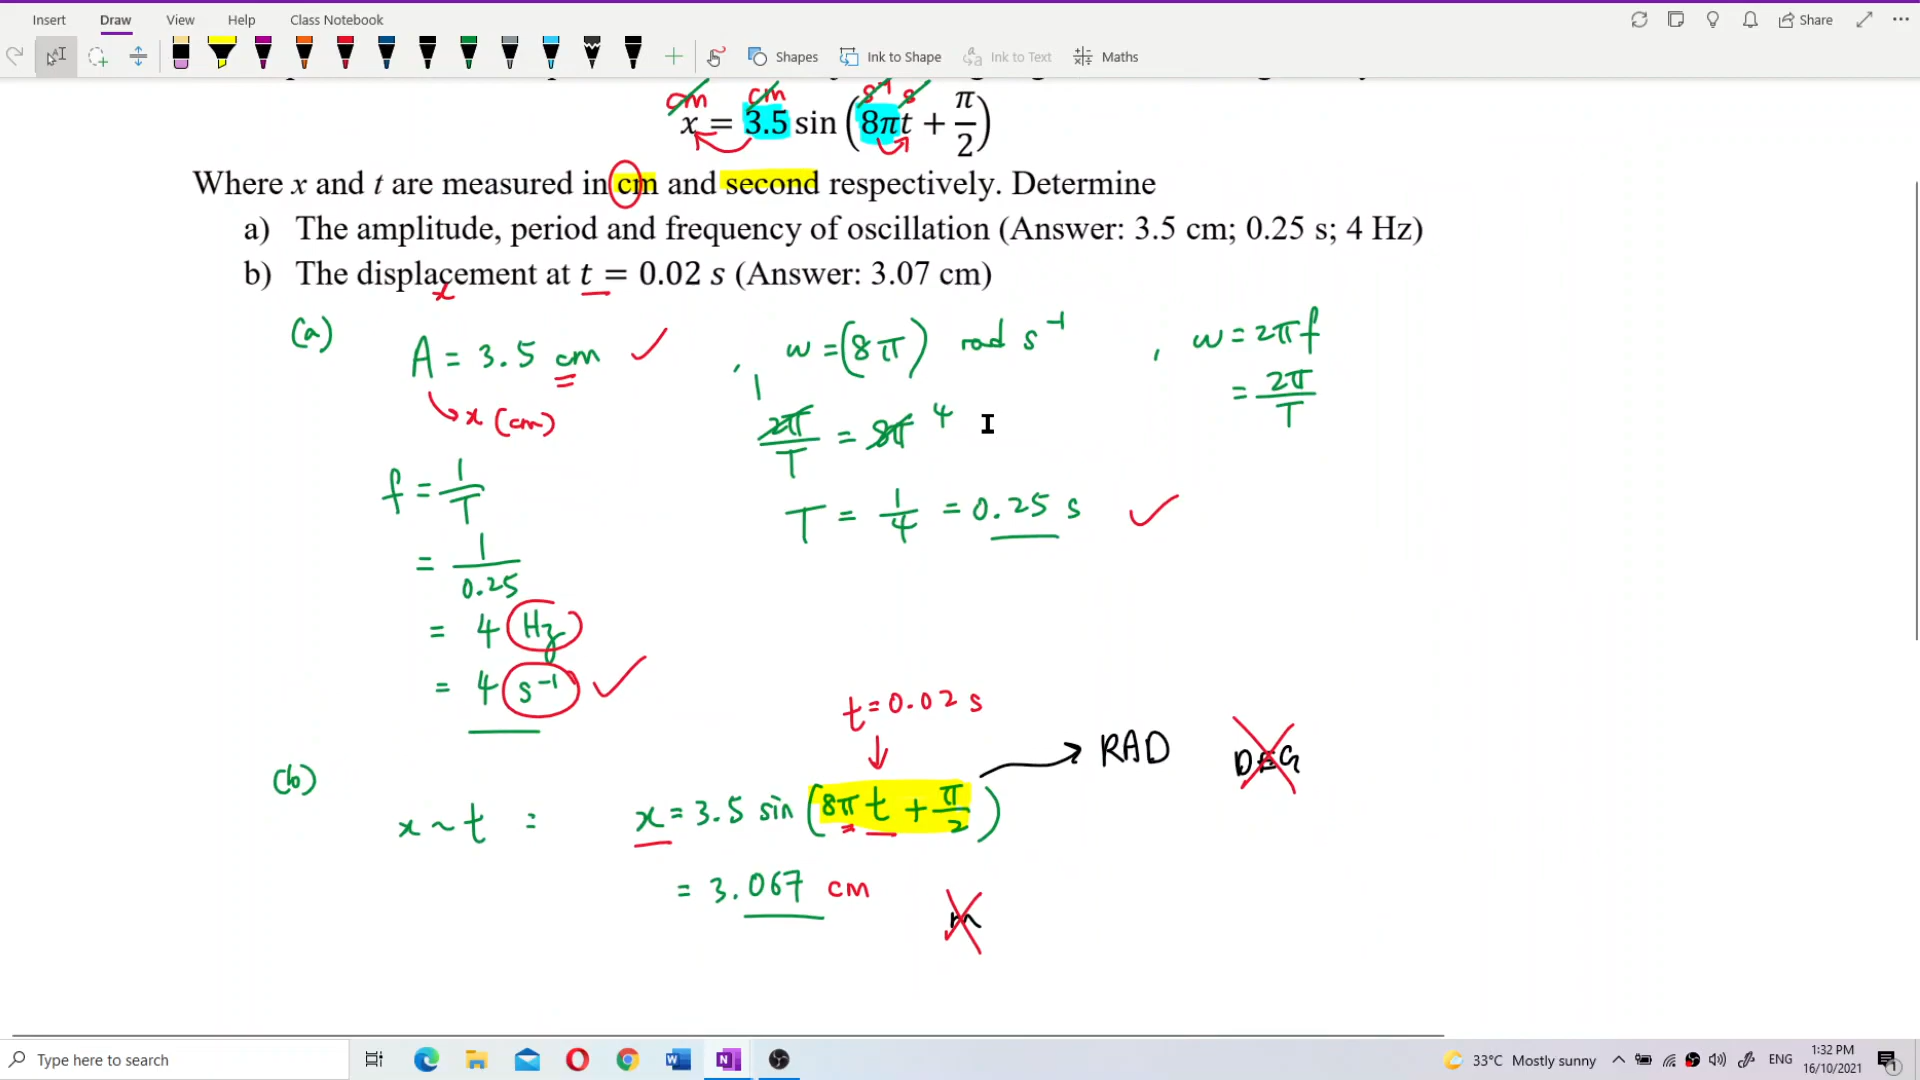 Insert Draw View Help Class Notebook Share
Shapes Ink to Shape Ink to Text Maths
cm cm s⁻¹ s
x = 3.5 sin (8πt + π/2)
Where x and t are measured in cm and second respectively. Determine
a) The amplitude, period and frequency of oscillation (Answer: 3.5 cm; 0.25 s; 4 Hz)
b) The displacement at t = 0.02 s (Answer: 3.07 cm)
x
(a) A = 3.5 cm , w = (8π) rad s⁻¹ , w = 2πf
= 2π/T
x (cm)
1
2π/T = 8π 4
f = 1/T
T = 1/4 = 0.25 s
= 1/0.25
= 4 Hz
= 4 s⁻¹
t = 0.02 s
RAD DEG
(b) x ~ t : x = 3.5 sin (8π t + π/2)
= 3.067 cm m
Type here to search
33°C Mostly sunny ENG 1:32 PM
16/10/2021
1